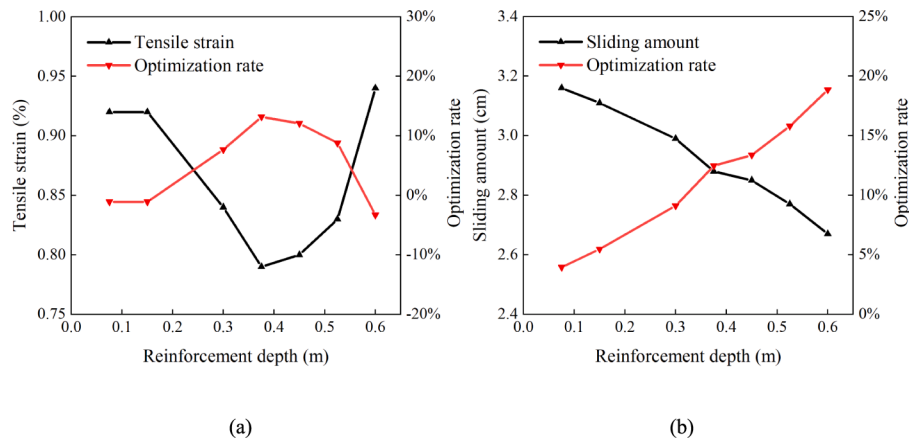 1.00
0.95
0.90
0.85
0.80
0.75
Tensile strain (%)
Tensile strain
Optimization rate
30%
20%
10%
0%
-10%
-20%
Optimization rate
0.0 0.1 0.2 0.3 0.4 0.5 0.6
Reinforcement depth (m)
(a)
3.4
3.2
3.0
2.8
2.6
2.4
Sliding amount (cm)
Sliding amount
Optimization rate
25%
20%
15%
10%
5%
0%
Optimization rate
0.0 0.1 0.2 0.3 0.4 0.5 0.6
Reinforcement depth (m)
(b)